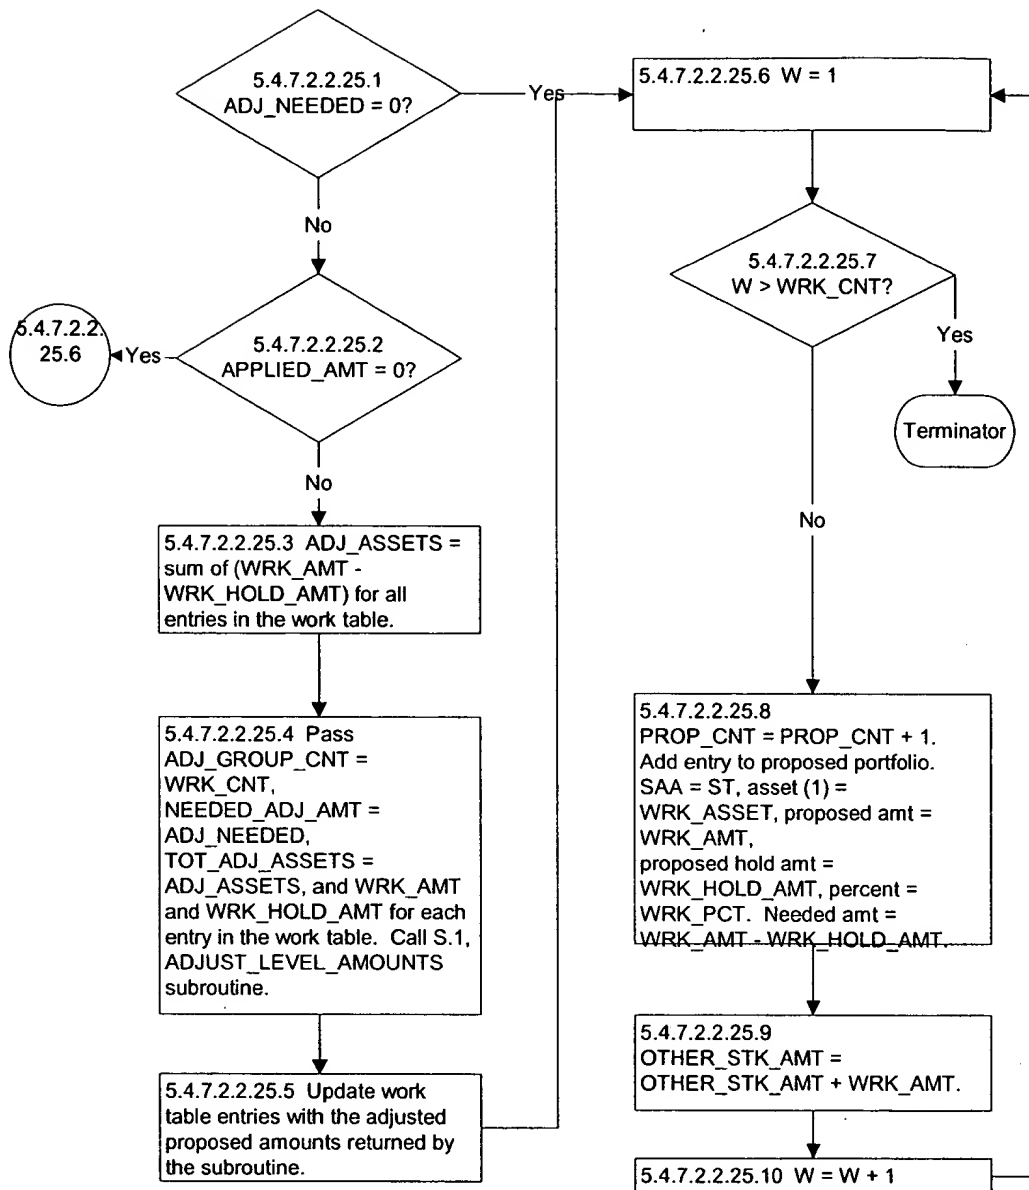 5.4.7.2.2.25.1
ADJ_NEEDED = 0?
Yes
No
5.4.7.2.2.
25.6
Yes
5.4.7.2.2.25.2
APPLIED_AMT = 0?
No
5.4.7.2.2.25.3 ADJ_ASSETS =
sum of (WRK_AMT -
WRK_HOLD_AMT) for all
entries in the work table.
5.4.7.2.2.25.4 Pass
ADJ_GROUP_CNT =
WRK_CNT,
NEEDED_ADJ_AMT =
ADJ_NEEDED,
TOT_ADJ_ASSETS =
ADJ_ASSETS, and WRK_AMT
and WRK_HOLD_AMT for each
entry in the work table. Call S.1,
ADJUST_LEVEL_AMOUNTS
subroutine.
5.4.7.2.2.25.5 Update work
table entries with the adjusted
proposed amounts returned by
the subroutine.
5.4.7.2.2.25.6 W = 1
5.4.7.2.2.25.7
W > WRK_CNT?
Yes
Terminator
No
5.4.7.2.2.25.8
PROP_CNT = PROP_CNT + 1.
Add entry to proposed portfolio.
SAA = ST, asset (1) =
WRK_ASSET, proposed amt =
WRK_AMT,
proposed hold amt =
WRK_HOLD_AMT, percent =
WRK_PCT. Needed amt =
WRK_AMT - WRK_HOLD_AMT.
5.4.7.2.2.25.9
OTHER_STK_AMT =
OTHER_STK_AMT + WRK_AMT.
5.4.7.2.2.25.10 W = W + 1